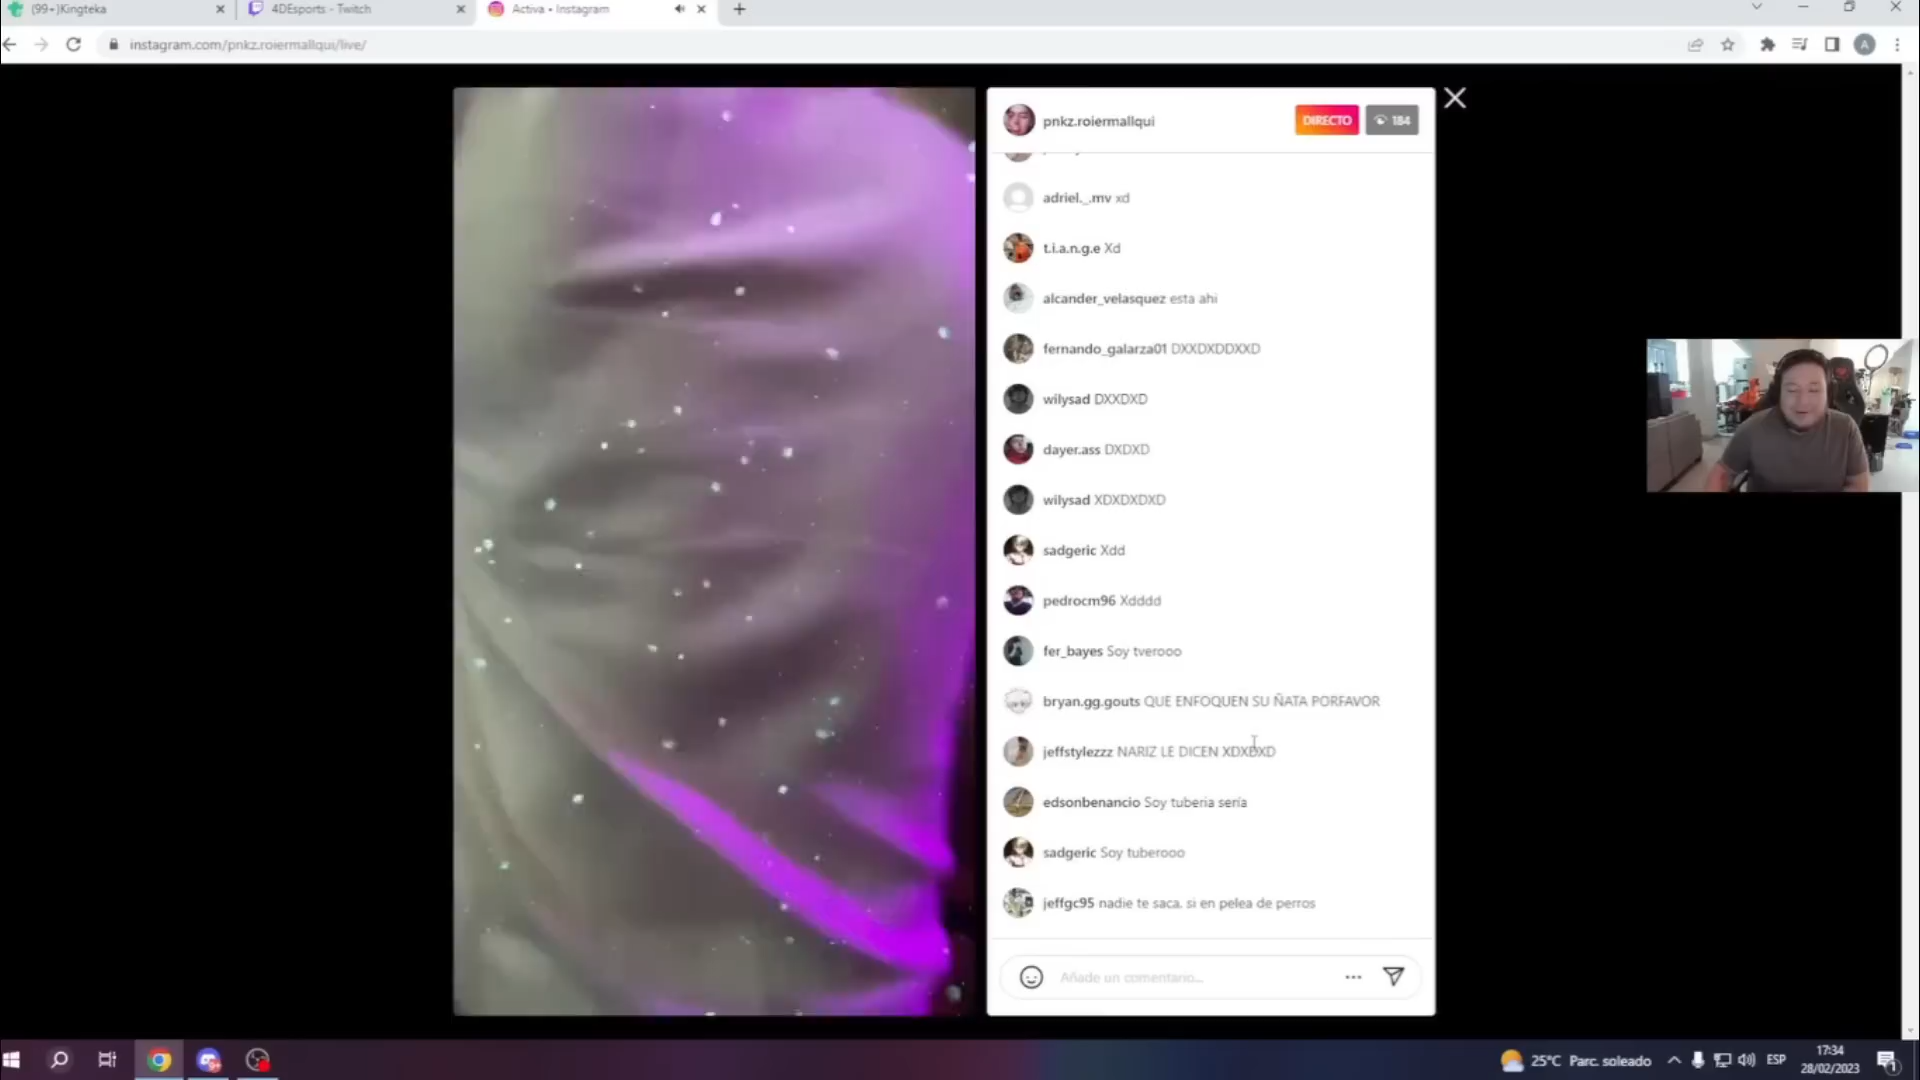 (99+)Kingteka
4DEsports - Twitch
Activa • Instagram
instagram.com/pnkz.roiermallqui/live/
A
pnkz.roiermallqui
DIRECTO
184
adriel._.mv xd
t.i.a.n.g.e Xd
alcander_velasquez esta ahi
fernando_galarza01 DXXDXDDXXD
wilysad DXXDXD
dayer.ass DXDXD
wilysad XDXDXDXD
sadgeric Xdd
pedrocm96 Xdddd
fer_bayes Soy tverooo
bryan.gg.gouts QUE ENFOQUEN SU ÑATA PORFAVOR
jeffstylezzz NARIZ LE DICEN XDXDXD
edsonbenancio Soy tuberia sería
sadgeric Soy tuberooo
jeffgc95 nadie te saca, si en pelea de perros
Añade un comentario...
25°C Parc. soleado
ESP
17:34
28/02/2023